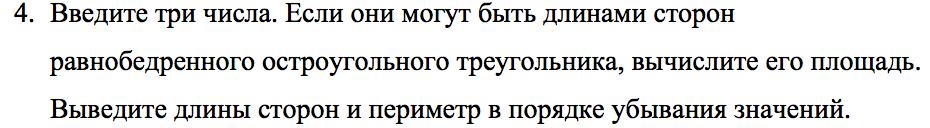 4. Введите три числа. Если они могут быть длинами сторон
равнобедренного остроугольного треугольника, вычислите его площадь.
Выведите длины сторон и периметр в порядке убывания значений.